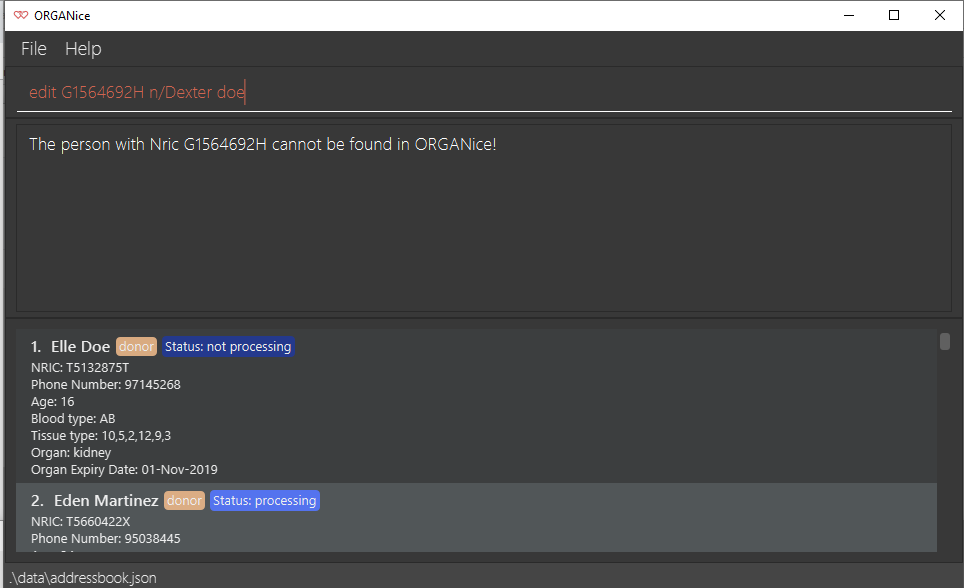 ORGANice
File Help
edit G1564692H n/Dexter doe
The person with Nric G1564692H cannot be found in ORGANice!
1. Elle Doe donor Status: not processing
NRIC: T5132875T
Phone Number: 97145268
Age: 16
Blood type: AB
Tissue type: 10,5,2,12,9,3
Organ: kidney
Organ Expiry Date: 01-Nov-2019
2. Eden Martinez donor Status: processing
NRIC: T5660422X
Phone Number: 95038445
.\data\addressbook.json